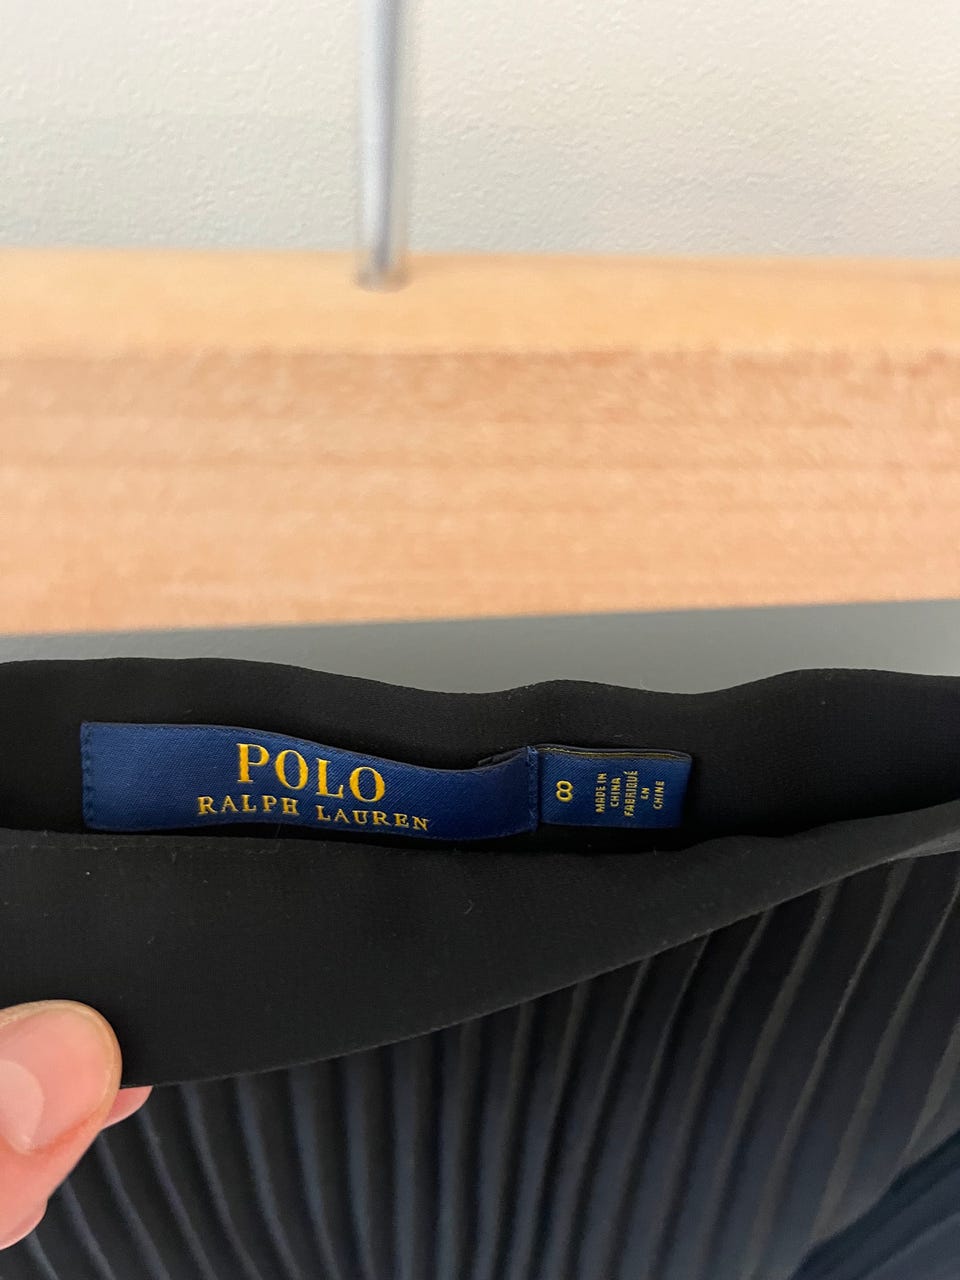 POLO
RALPH LAUREN
8
MADE IN
CHINA
FABRIQUÉ
EN
CHINE